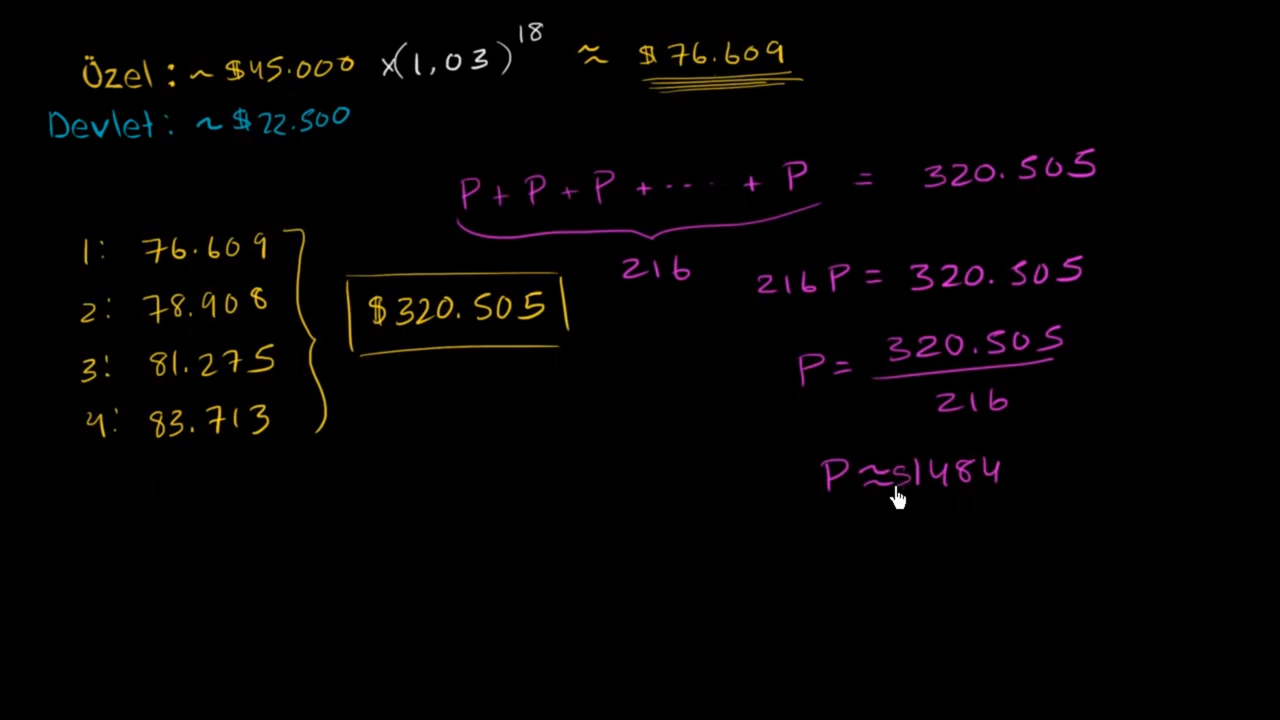 Özel: ~ $45.000 x(1,03)^18 ≈ $76.609
Devlet: ~ $22.500
P + P + P + ..... + P = 320.505
216
216P = 320.505
P = 320.505 / 216
P ≈ $1484
1: 76.609
2: 78.908
3: 81.275
4: 83.713
$320.505